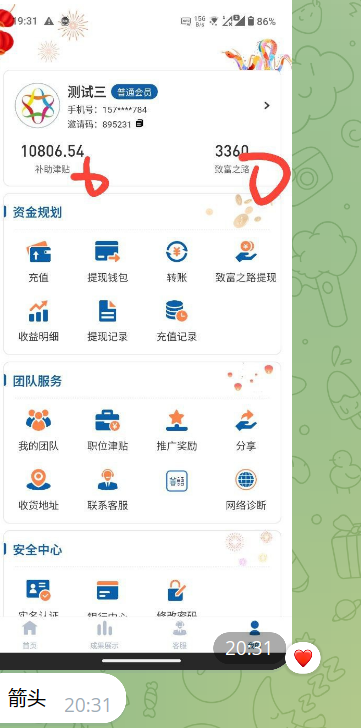 19:31
156 B/s 86%
测试三 普通会员
手机号：157****784
邀请码：895231
10806.54 3360
补助津贴 致富之路
资金规划
充值 提现钱包 转账 致富之路提现
收益明细 提现记录 充值记录
团队服务
我的团队 职位津贴 推广奖励 分享
收货地址 联系客服 网络诊断
安全中心
实名认证 银行中心 修改密码
首页 成果展示 客服
20:31
箭头 20:31